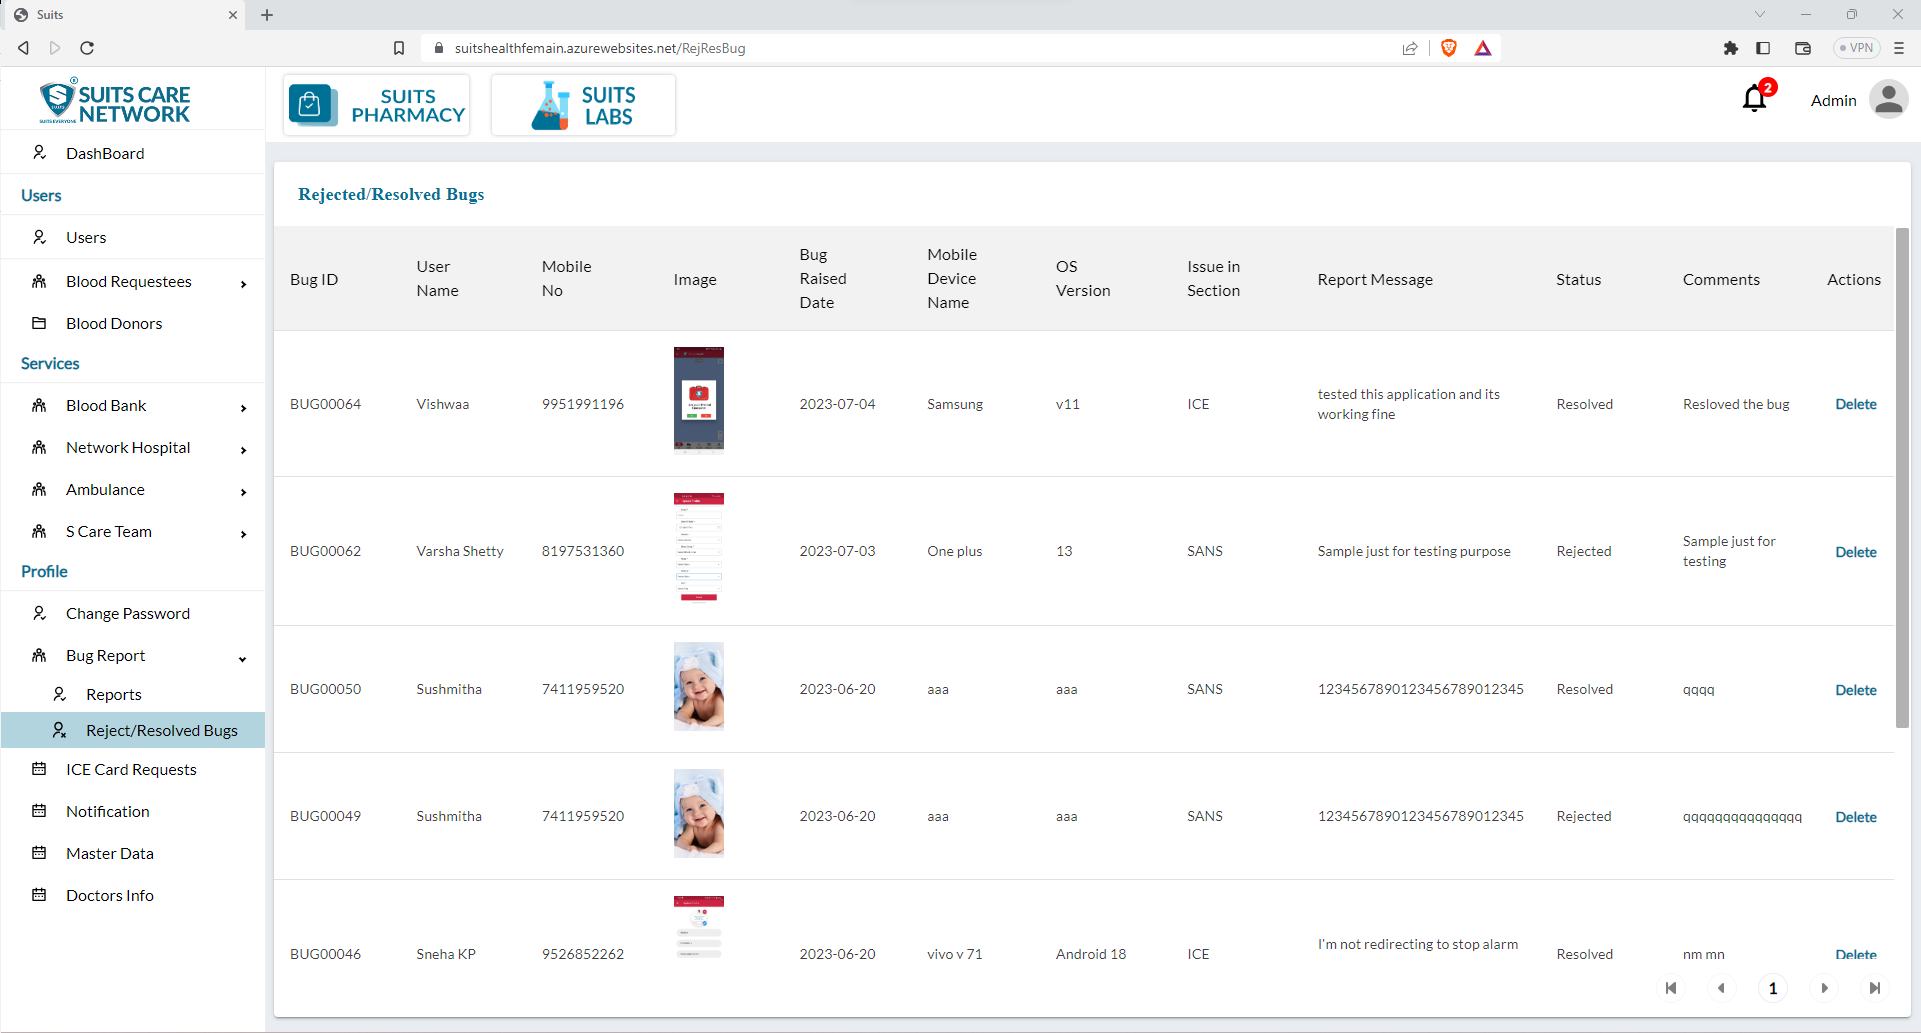 Suits
suitshealthfemain.azurewebsites.net/RejResBug
VPN
SUITS CARE
NETWORK
SUITS EVERYONE
SUITS
PHARMACY
SUITS
LABS
2
Admin
DashBoard
Users
Users
Blood Requestees
Blood Donors
Services
Blood Bank
Network Hospital
Ambulance
S Care Team
Profile
Change Password
Bug Report
Reports
Reject/Resolved Bugs
ICE Card Requests
Notification
Master Data
Doctors Info
Rejected/Resolved Bugs
Bug ID
User
Name
Mobile
No
Image
Bug
Raised
Date
Mobile
Device
Name
OS
Version
Issue in
Section
Report Message
Status
Comments
Actions
BUG00064
Vishwaa
9951991196
2023-07-04
Samsung
v11
ICE
tested this application and its
working fine
Resolved
Resloved the bug
Delete
BUG00062
Varsha Shetty
8197531360
2023-07-03
One plus
13
SANS
Sample just for testing purpose
Rejected
Sample just for
testing
Delete
BUG00050
Sushmitha
7411959520
2023-06-20
aaa
aaa
SANS
1234567890123456789012345
Resolved
qqqq
Delete
BUG00049
Sushmitha
7411959520
2023-06-20
aaa
aaa
SANS
1234567890123456789012345
Rejected
qqqqqqqqqqqqqqq
Delete
BUG00046
Sneha KP
9526852262
2023-06-20
vivo v 71
Android 18
ICE
I'm not redirecting to stop alarm
Resolved
nm mn
Delete
1